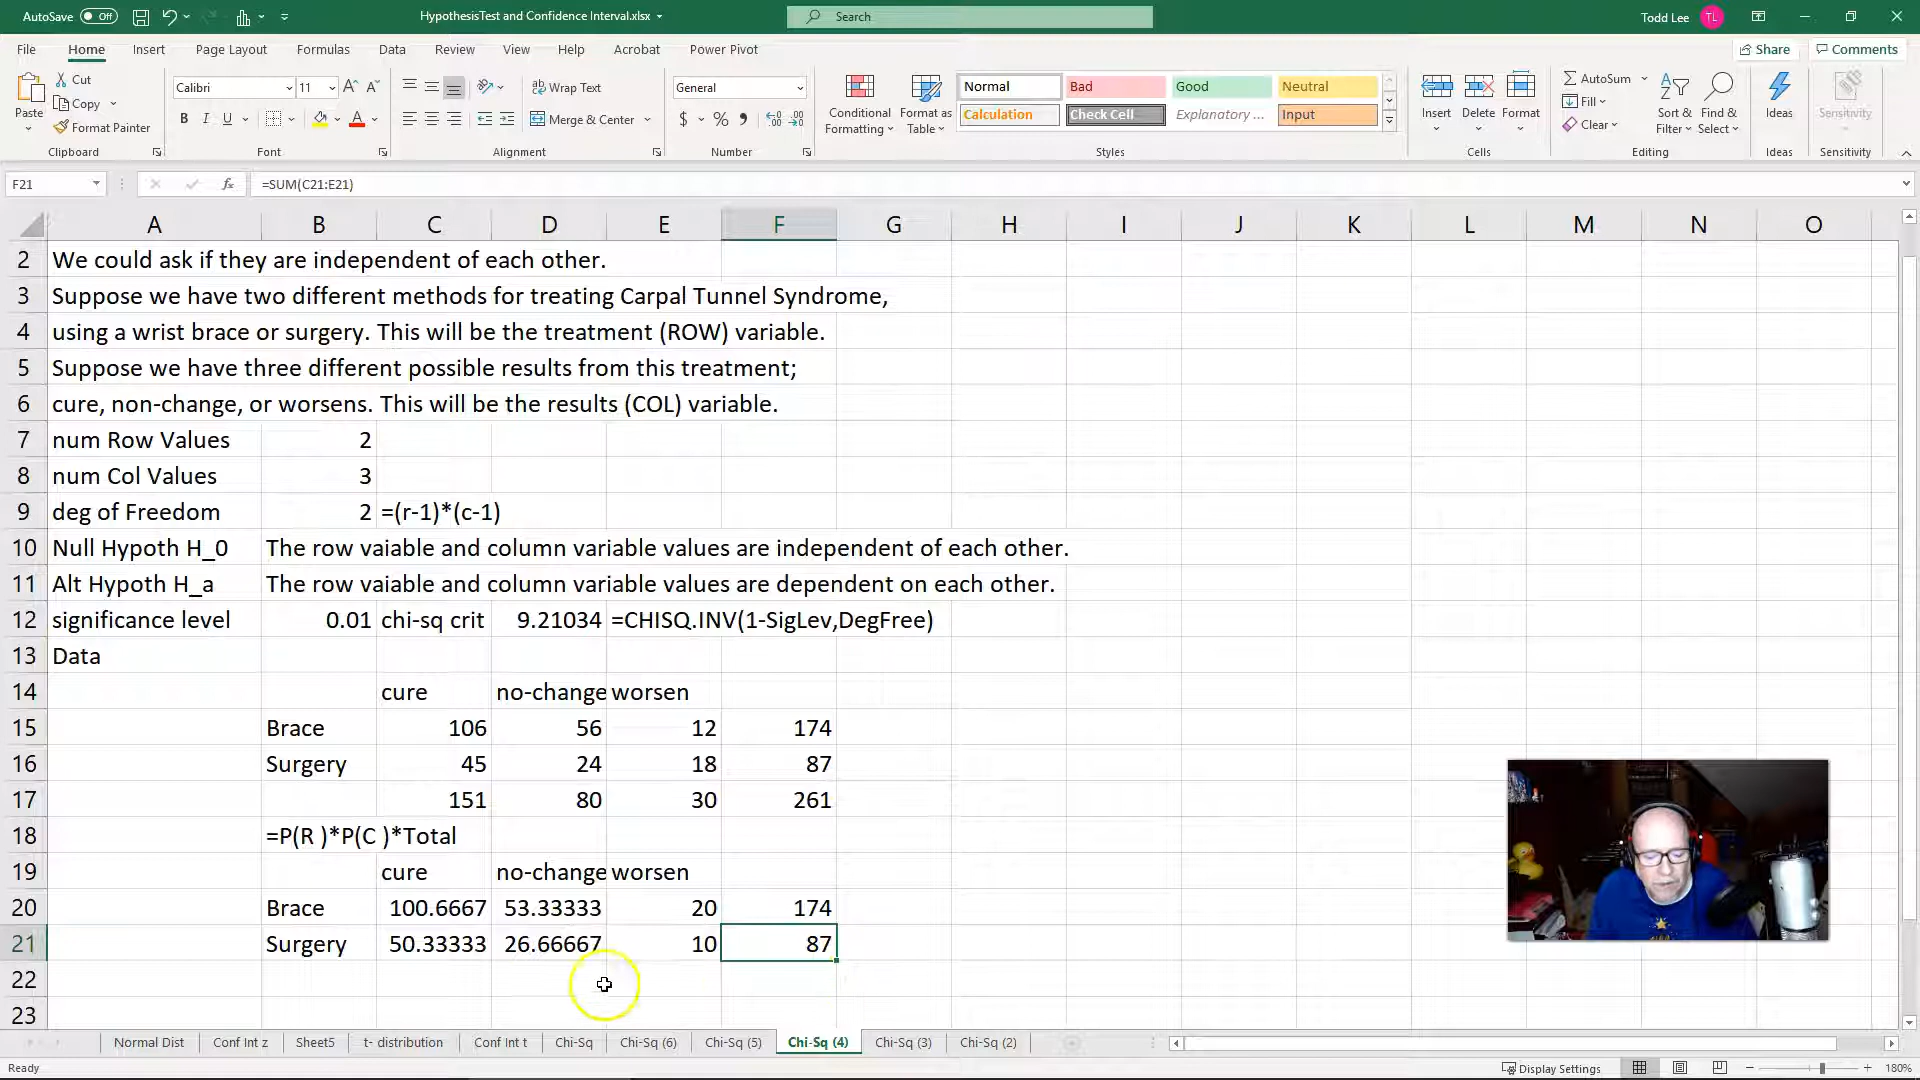 AutoSave Off HypothesisTest and Confidence Interval.xlsx Search Todd Lee TL
File Home Insert Page Layout Formulas Data Review View Help Acrobat Power Pivot Share Comments
Cut
Copy
Format Painter
Paste
Clipboard
Calibri 11
B I U
Font
Wrap Text
Merge & Center
Alignment
General
$ % ,
Number
Conditional Formatting
Format as Table
Normal Bad Good Neutral
Calculation Check Cell Explanatory ... Input
Styles
Insert Delete Format
Cells
AutoSum
Fill
Clear
Sort & Filter
Find & Select
Editing
Ideas
Ideas
Sensitivity
Sensitivity
F21 fx =SUM(C21:E21)
A B C D E F G H I J K L M N O
2 We could ask if they are independent of each other.
3 Suppose we have two different methods for treating Carpal Tunnel Syndrome,
4 using a wrist brace or surgery. This will be the treatment (ROW) variable.
5 Suppose we have three different possible results from this treatment;
6 cure, non-change, or worsens. This will be the results (COL) variable.
7 num Row Values 2
8 num Col Values 3
9 deg of Freedom 2 =(r-1)*(c-1)
10 Null Hypoth H_0 The row vaiable and column variable values are independent of each other.
11 Alt Hypoth H_a The row vaiable and column variable values are dependent on each other.
12 significance level 0.01 chi-sq crit 9.21034 =CHISQ.INV(1-SigLev,DegFree)
13 Data
14 cure no-change worsen
15 Brace 106 56 12 174
16 Surgery 45 24 18 87
17 151 80 30 261
18 =P(R )*P(C )*Total
19 cure no-change worsen
20 Brace 100.6667 53.33333 20 174
21 Surgery 50.33333 26.66667 10 87
22
23
Normal Dist Conf Int z Sheet5 t- distribution Conf Int t Chi-Sq Chi-Sq (6) Chi-Sq (5) Chi-Sq (4) Chi-Sq (3) Chi-Sq (2)
Ready Display Settings 180%